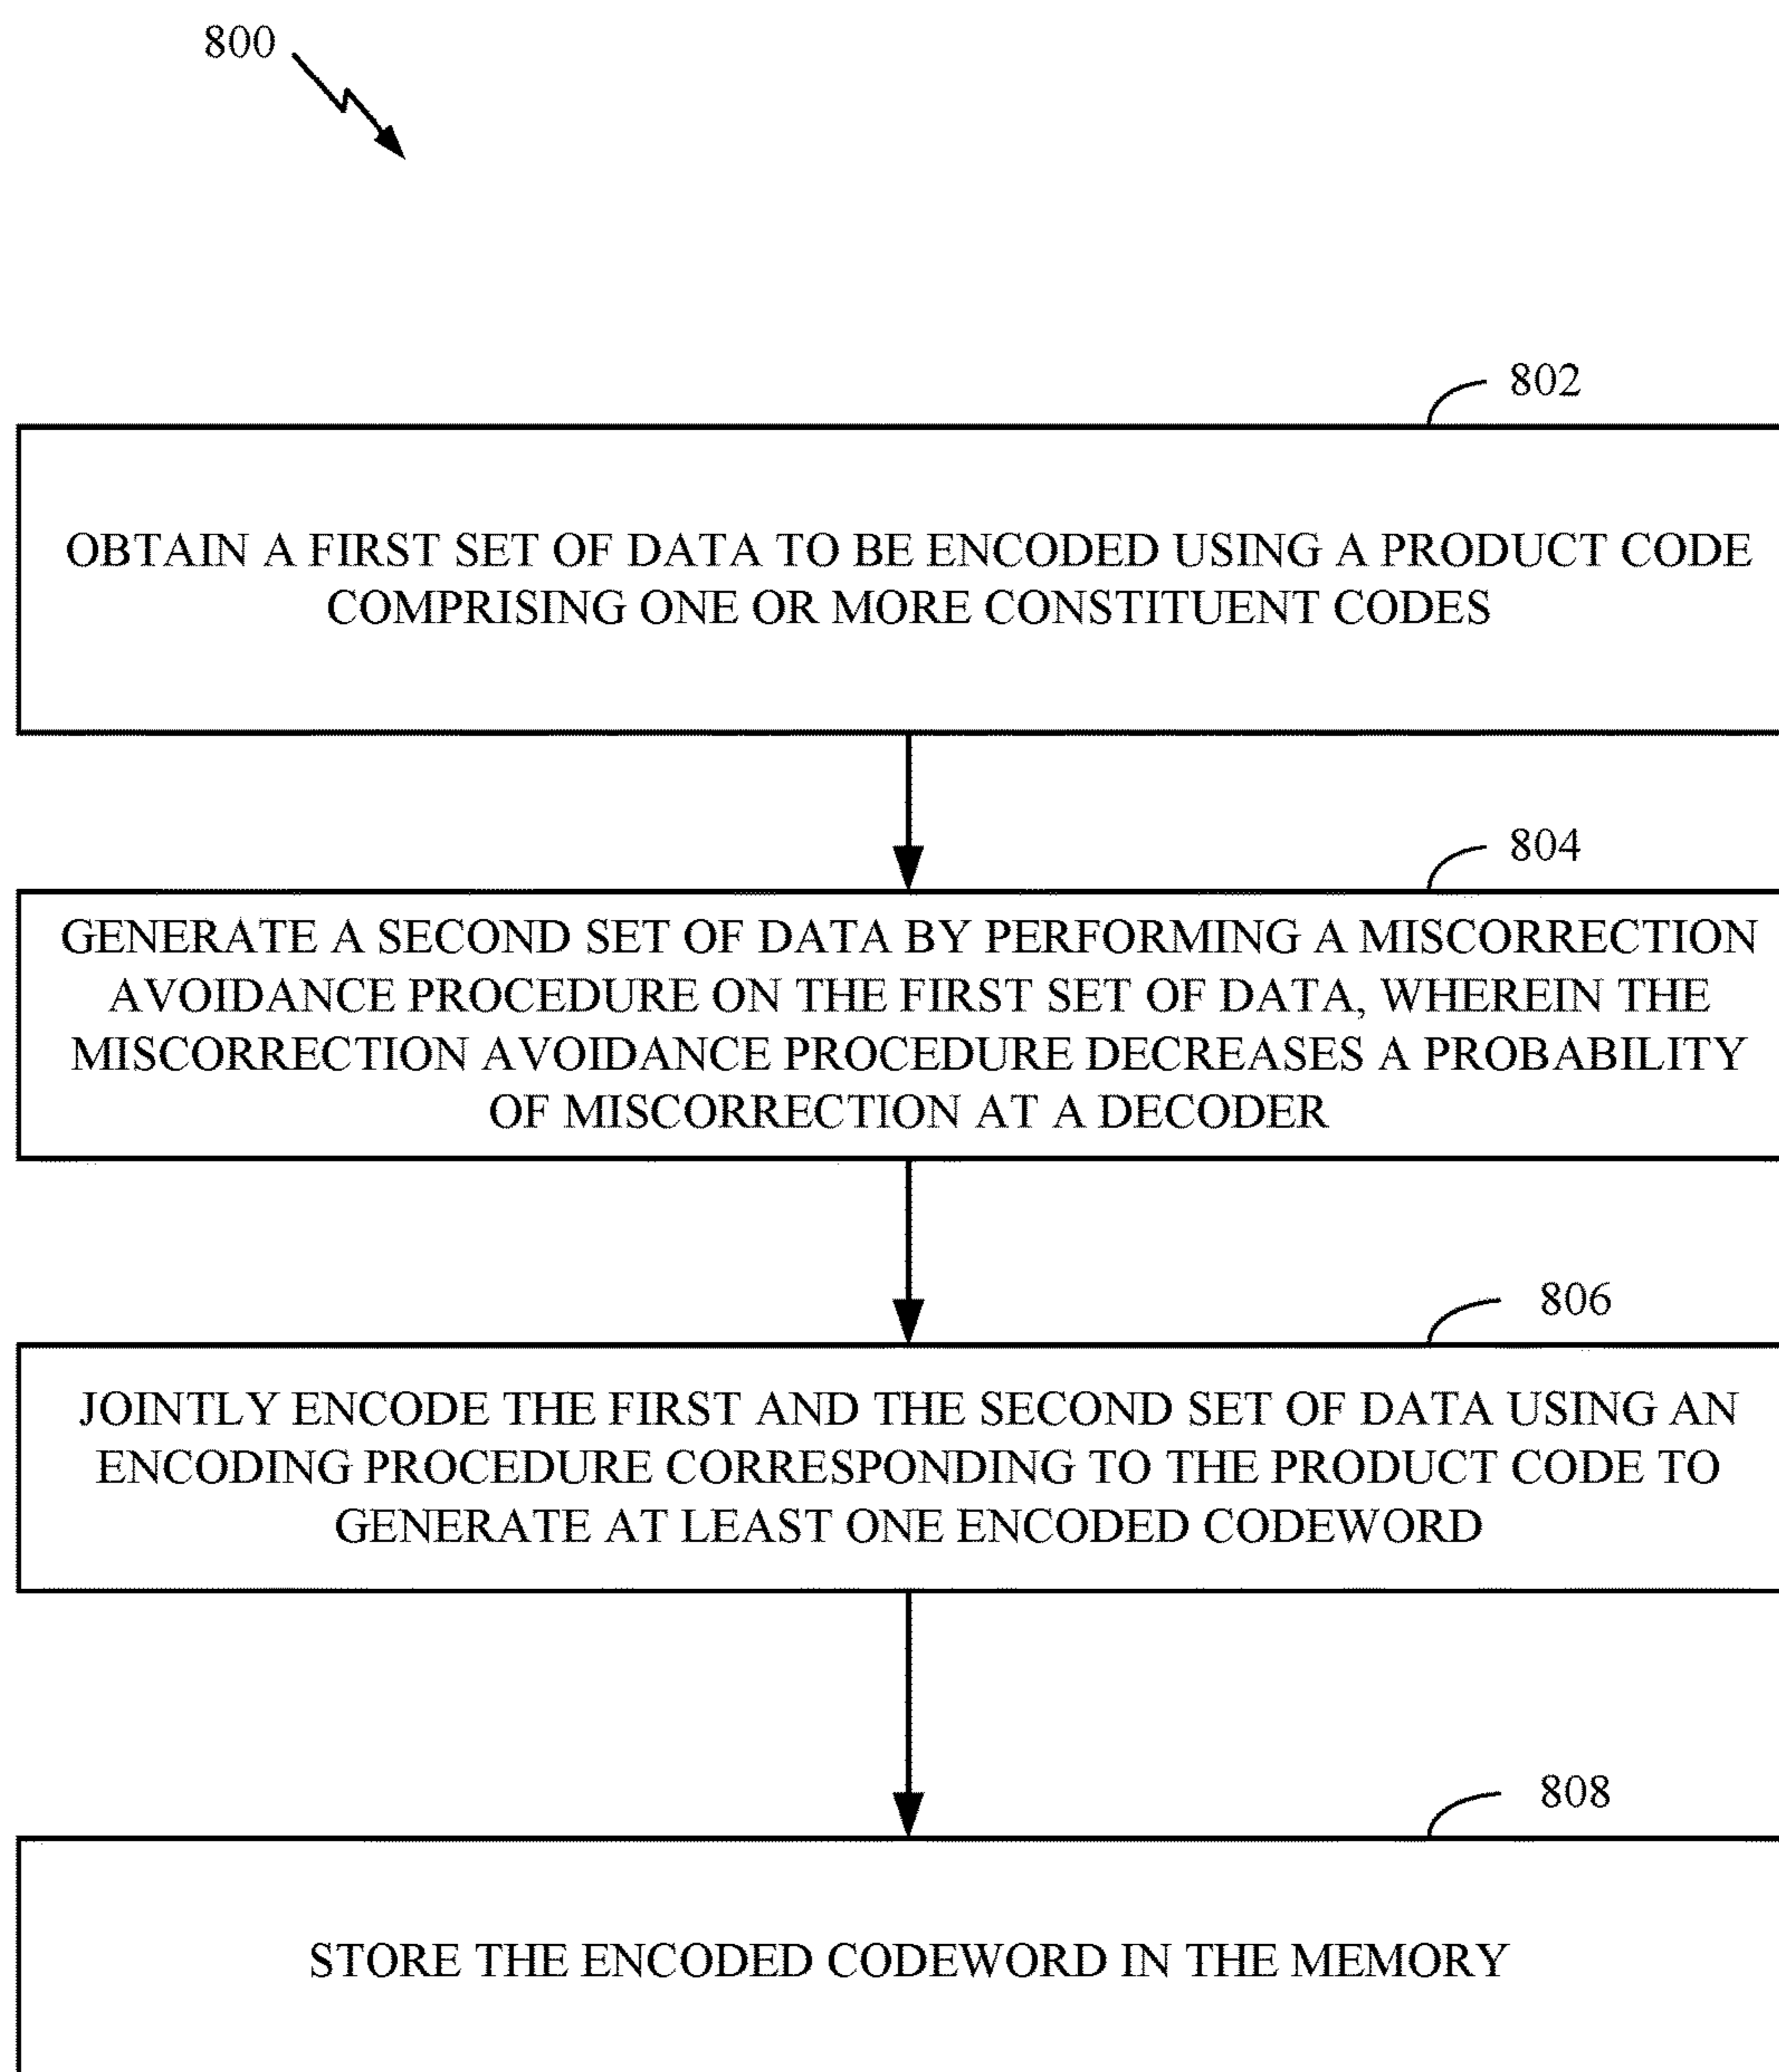 800
802
OBTAIN A FIRST SET OF DATA TO BE ENCODED USING A PRODUCT CODE
COMPRISING ONE OR MORE CONSTITUENT CODES
804
GENERATE A SECOND SET OF DATA BY PERFORMING A MISCORRECTION
AVOIDANCE PROCEDURE ON THE FIRST SET OF DATA, WHEREIN THE
MISCORRECTION AVOIDANCE PROCEDURE DECREASES A PROBABILITY
OF MISCORRECTION AT A DECODER
806
JOINTLY ENCODE THE FIRST AND THE SECOND SET OF DATA USING AN
ENCODING PROCEDURE CORRESPONDING TO THE PRODUCT CODE TO
GENERATE AT LEAST ONE ENCODED CODEWORD
808
STORE THE ENCODED CODEWORD IN THE MEMORY